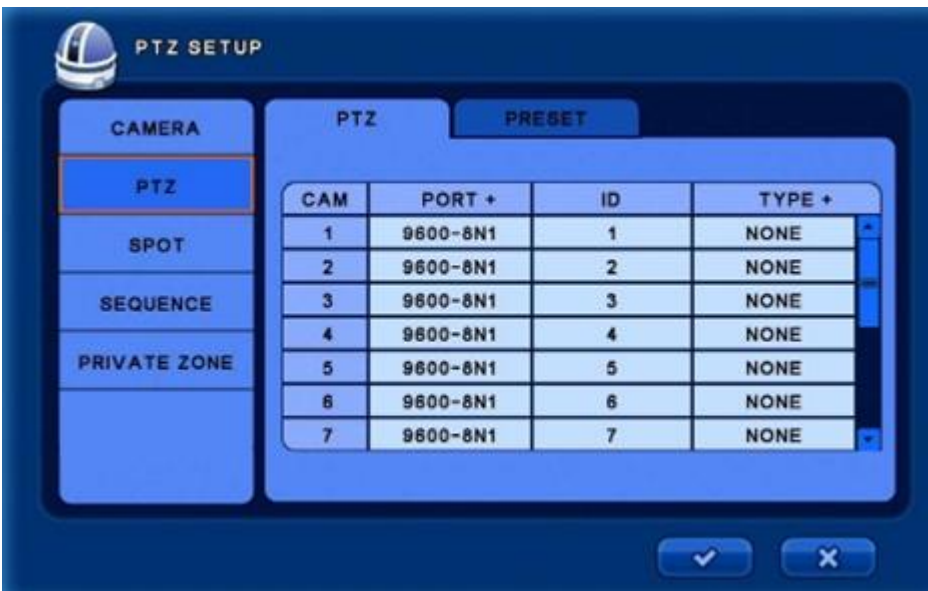 PTZ SETUP
CAMERA
PTZ
SPOT
SEQUENCE
PRIVATE ZONE
PTZ PRESET
CAM PORT + ID TYPE +
1 9600-8N1 1 NONE
2 9600-8N1 2 NONE
3 9600-8N1 3 NONE
4 9600-8N1 4 NONE
5 9600-8N1 5 NONE
6 9600-8N1 6 NONE
7 9600-8N1 7 NONE